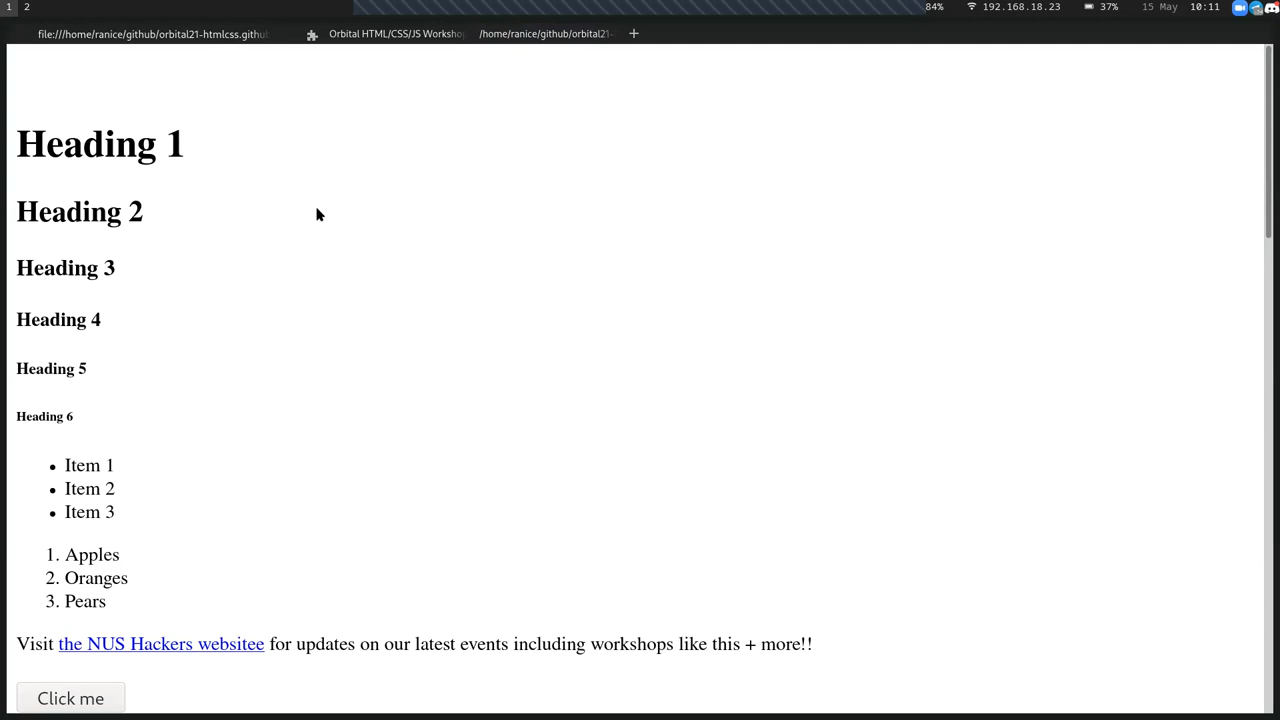 1 2 84% 192.168.18.23 37% 15 May 10:11
file:///home/ranice/github/orbital21-htmlcss.githu Orbital HTML/CSS/JS Worksho /home/ranice/github/orbital21- +
Heading 1
Heading 2
Heading 3
Heading 4
Heading 5
Heading 6
• Item 1
• Item 2
• Item 3
1. Apples
2. Oranges
3. Pears
Visit the NUS Hackers websitee for updates on our latest events including workshops like this + more!!
Click me